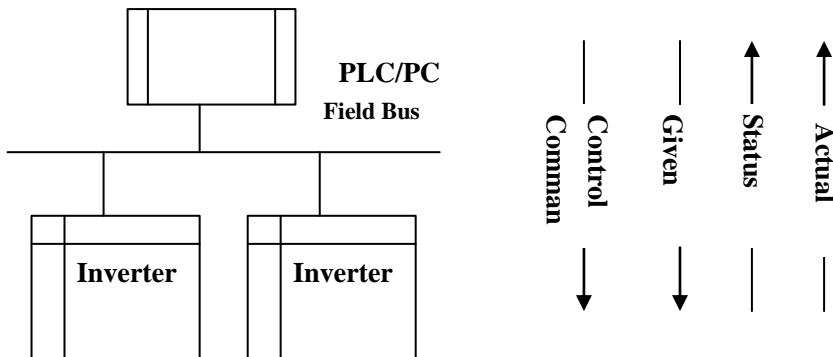 PLC/PC
Field Bus
Inverter
Inverter
Control
Comman
Given
Status
Actual